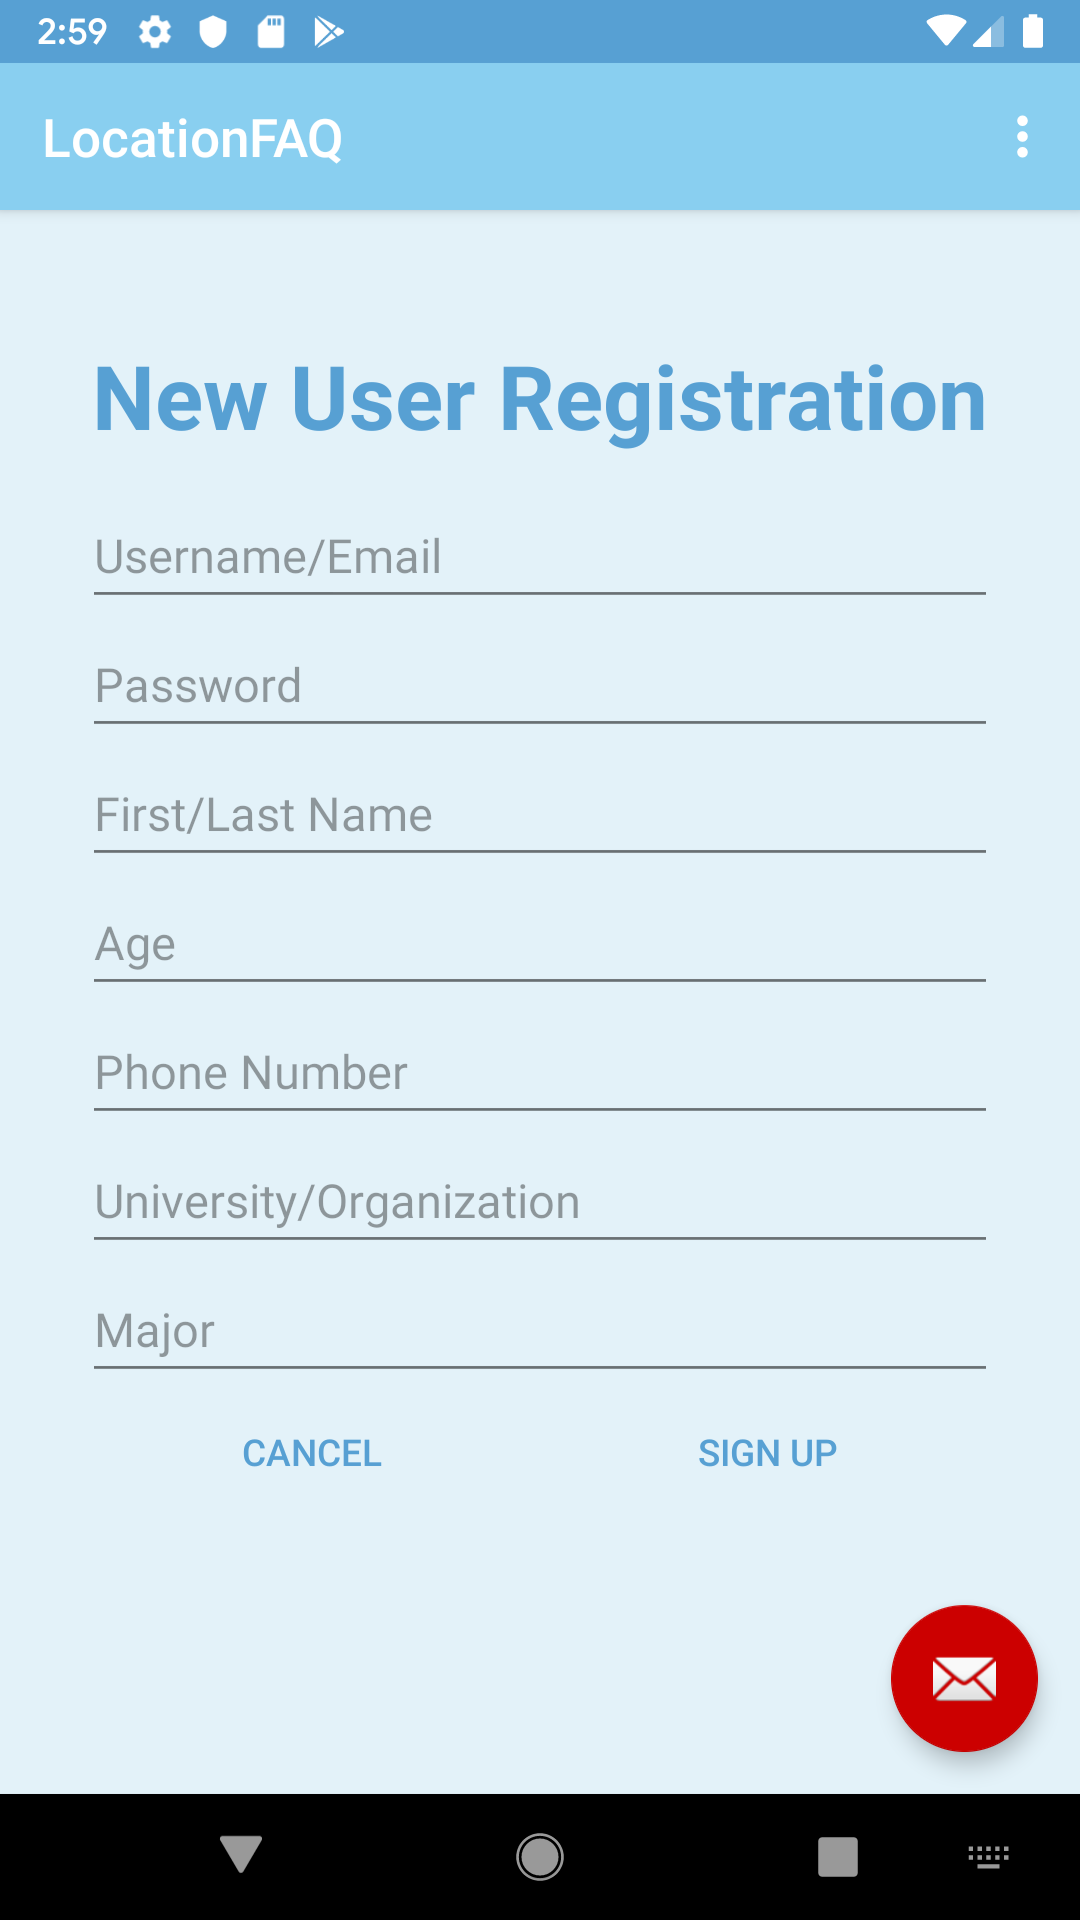 2:59
LocationFAQ
New User Registration
Username/Email
Password
First/Last Name
Age
Phone Number
University/Organization
Major
CANCEL SIGN UP